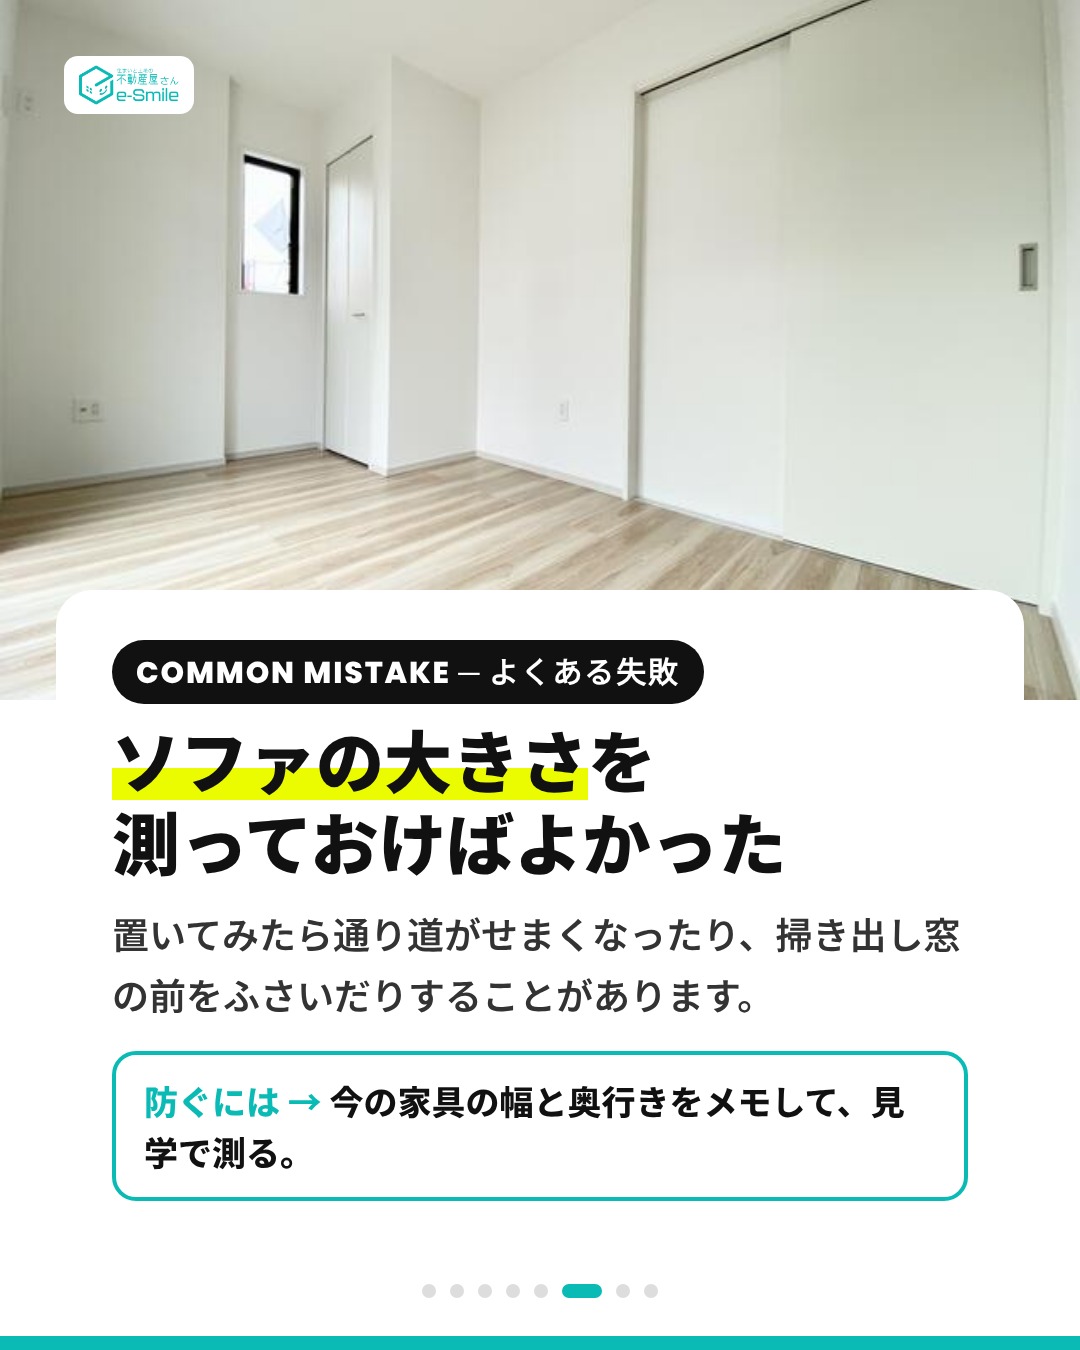 不動産屋さん
e-Smile
COMMON MISTAKE — よくある失敗
ソファの大きさを
測っておけばよかった
置いてみたら通り道がせまくなったり、掃き出し窓
の前をふさいだりすることがあります。
防ぐには → 今の家具の幅と奥行きをメモして、見
学で測る。